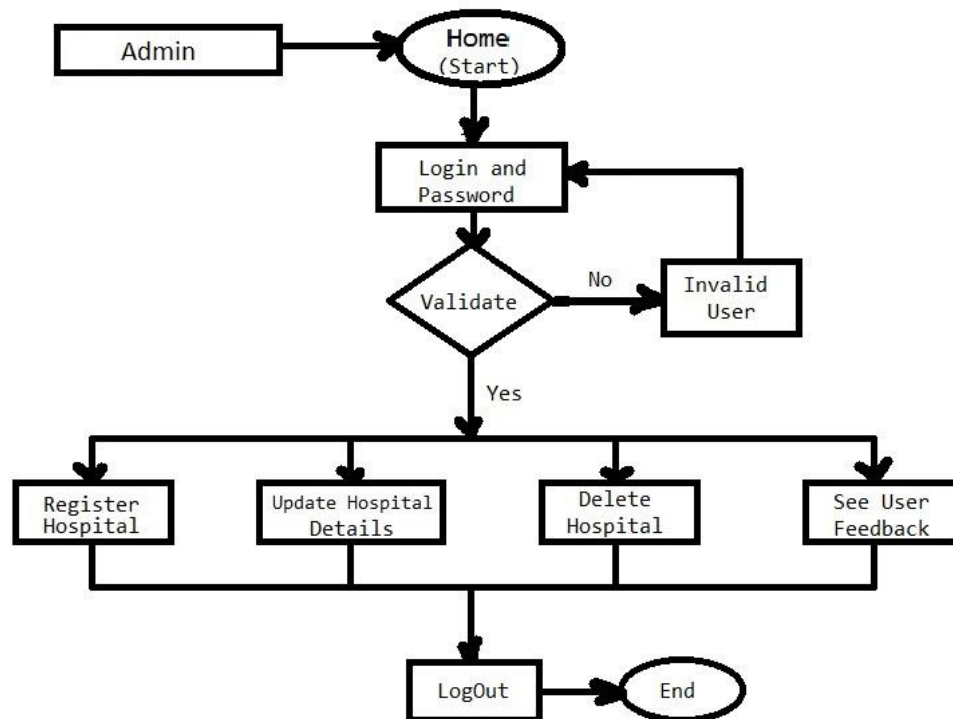 Admin
Home
(Start)
Login and
Password
Validate
No
Invalid
User
Yes
Register
Hospital
Update Hospital
Details
Delete
Hospital
See User
Feedback
LogOut
End